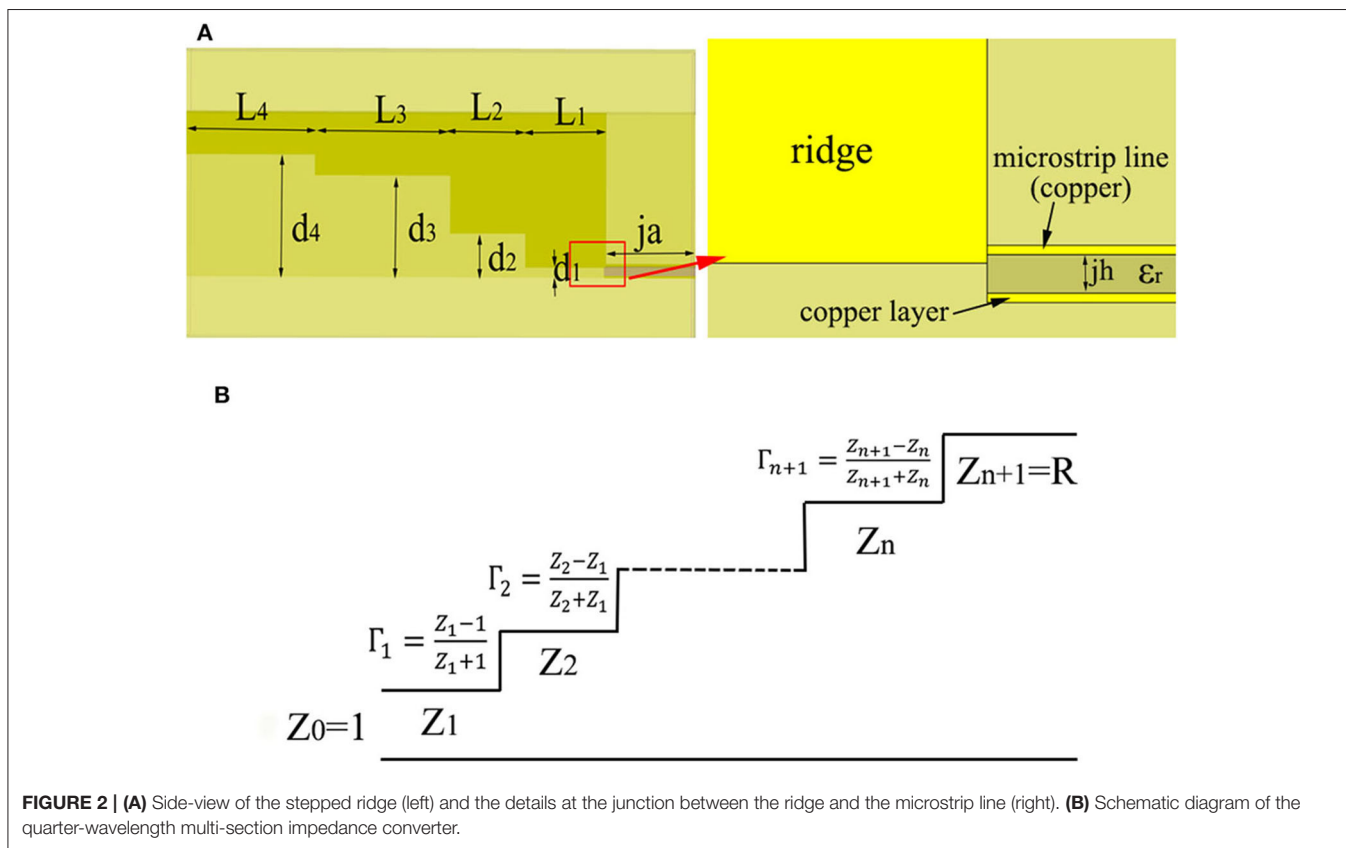 A
L4 L3 L2 L1
d4 d3 d2 d1 ja
ridge
microstrip line
(copper)
jh εr
copper layer
B
Γn+1 = (Zn+1−Zn)/(Zn+1+Zn)
Zn+1=R
Zn
Γ2 = (Z2−Z1)/(Z2+Z1)
Z2
Γ1 = (Z1−1)/(Z1+1)
Z0=1 Z1
FIGURE 2 | (A) Side-view of the stepped ridge (left) and the details at the junction between the ridge and the microstrip line (right). (B) Schematic diagram of the
quarter-wavelength multi-section impedance converter.